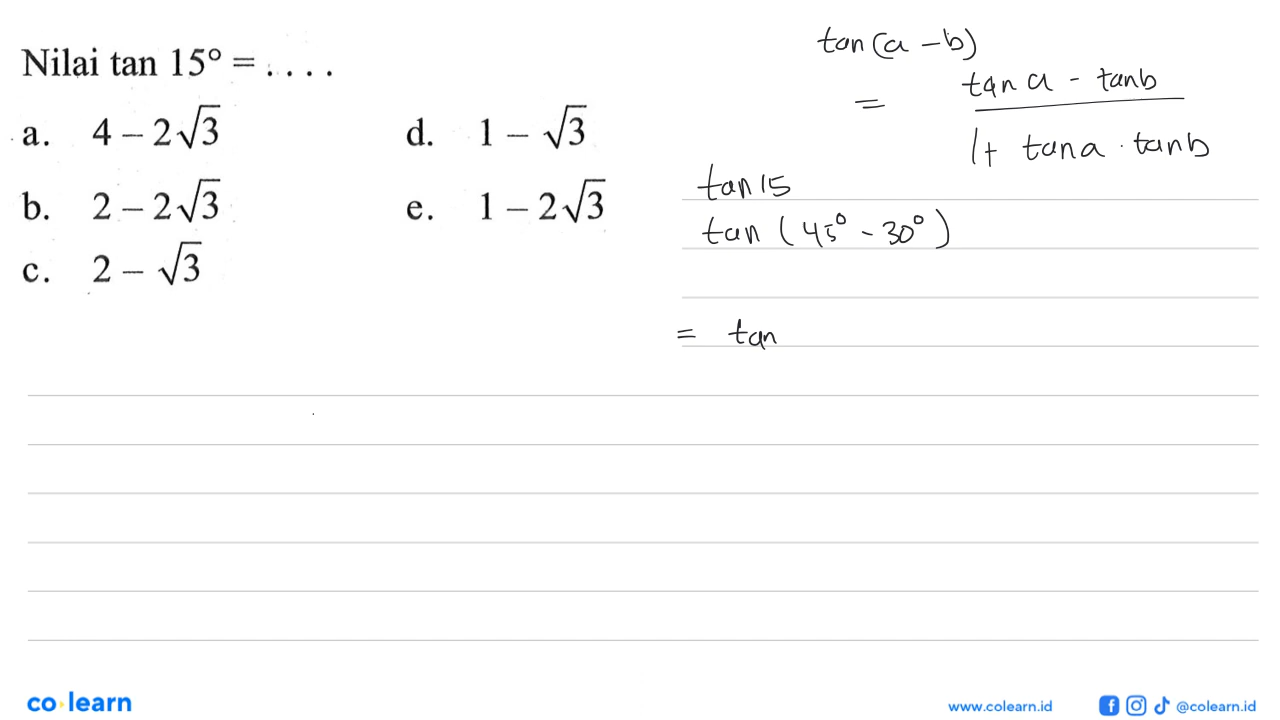 Nilai tan 15° = . . . .
a. 4 – 2√3
b. 2 – 2√3
c. 2 – √3
d. 1 – √3
e. 1 – 2√3
tan (a – b)
= tan a - tan b
1+ tan a . tan b
tan 15
tan (45° - 30°)
= tan
co learn
www.colearn.id
@colearn.id